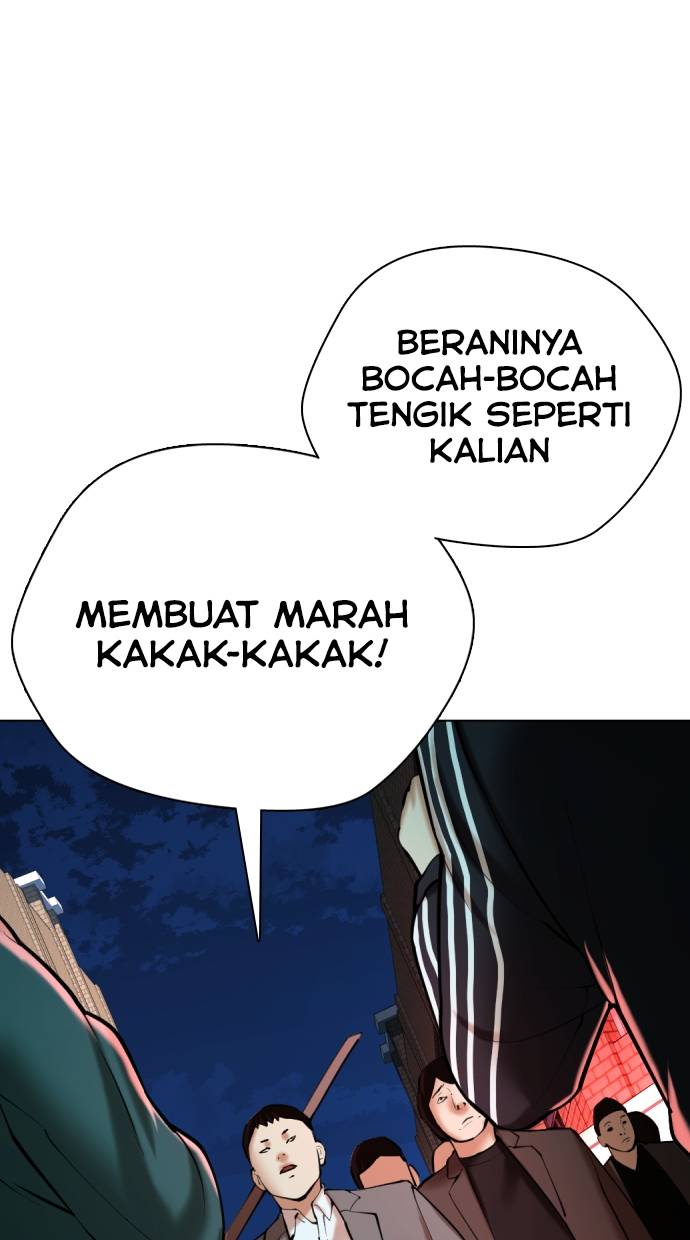 BERANINYA
BOCAH-BOCAH
TENGIK SEPERTI
KALIAN
MEMBUAT MARAH
KAKAK-KAKAK!